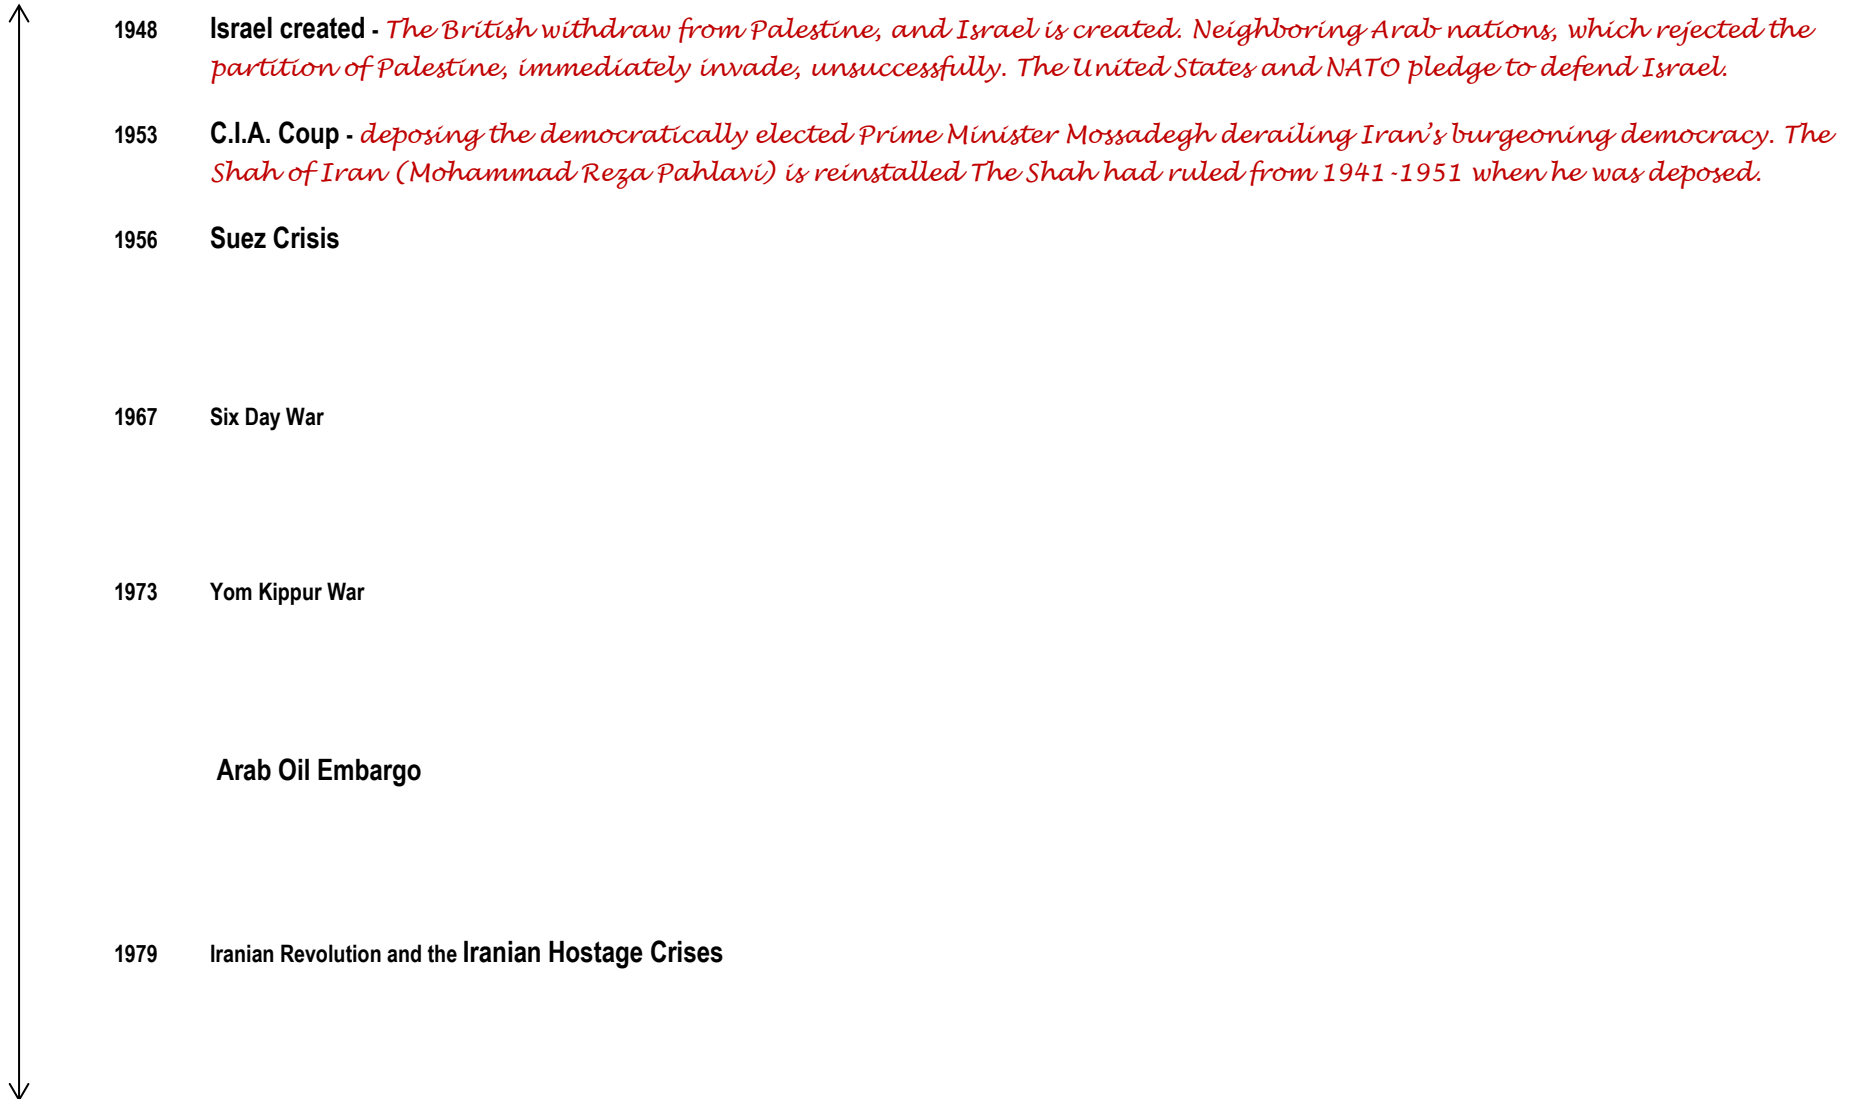 1948 Israel created - The British withdraw from Palestine, and Israel is created. Neighboring Arab nations, which rejected the
partition of Palestine, immediately invade, unsuccessfully. The United States and NATO pledge to defend Israel.
1953 C.I.A. Coup - deposing the democratically elected Prime Minister Mossadegh derailing Iran's burgeoning democracy. The
Shah of Iran (Mohammad Reza Pahlavi) is reinstalled The Shah had ruled from 1941-1951 when he was deposed.
1956 Suez Crisis
1967 Six Day War
1973 Yom Kippur War
Arab Oil Embargo
1979 Iranian Revolution and the Iranian Hostage Crises